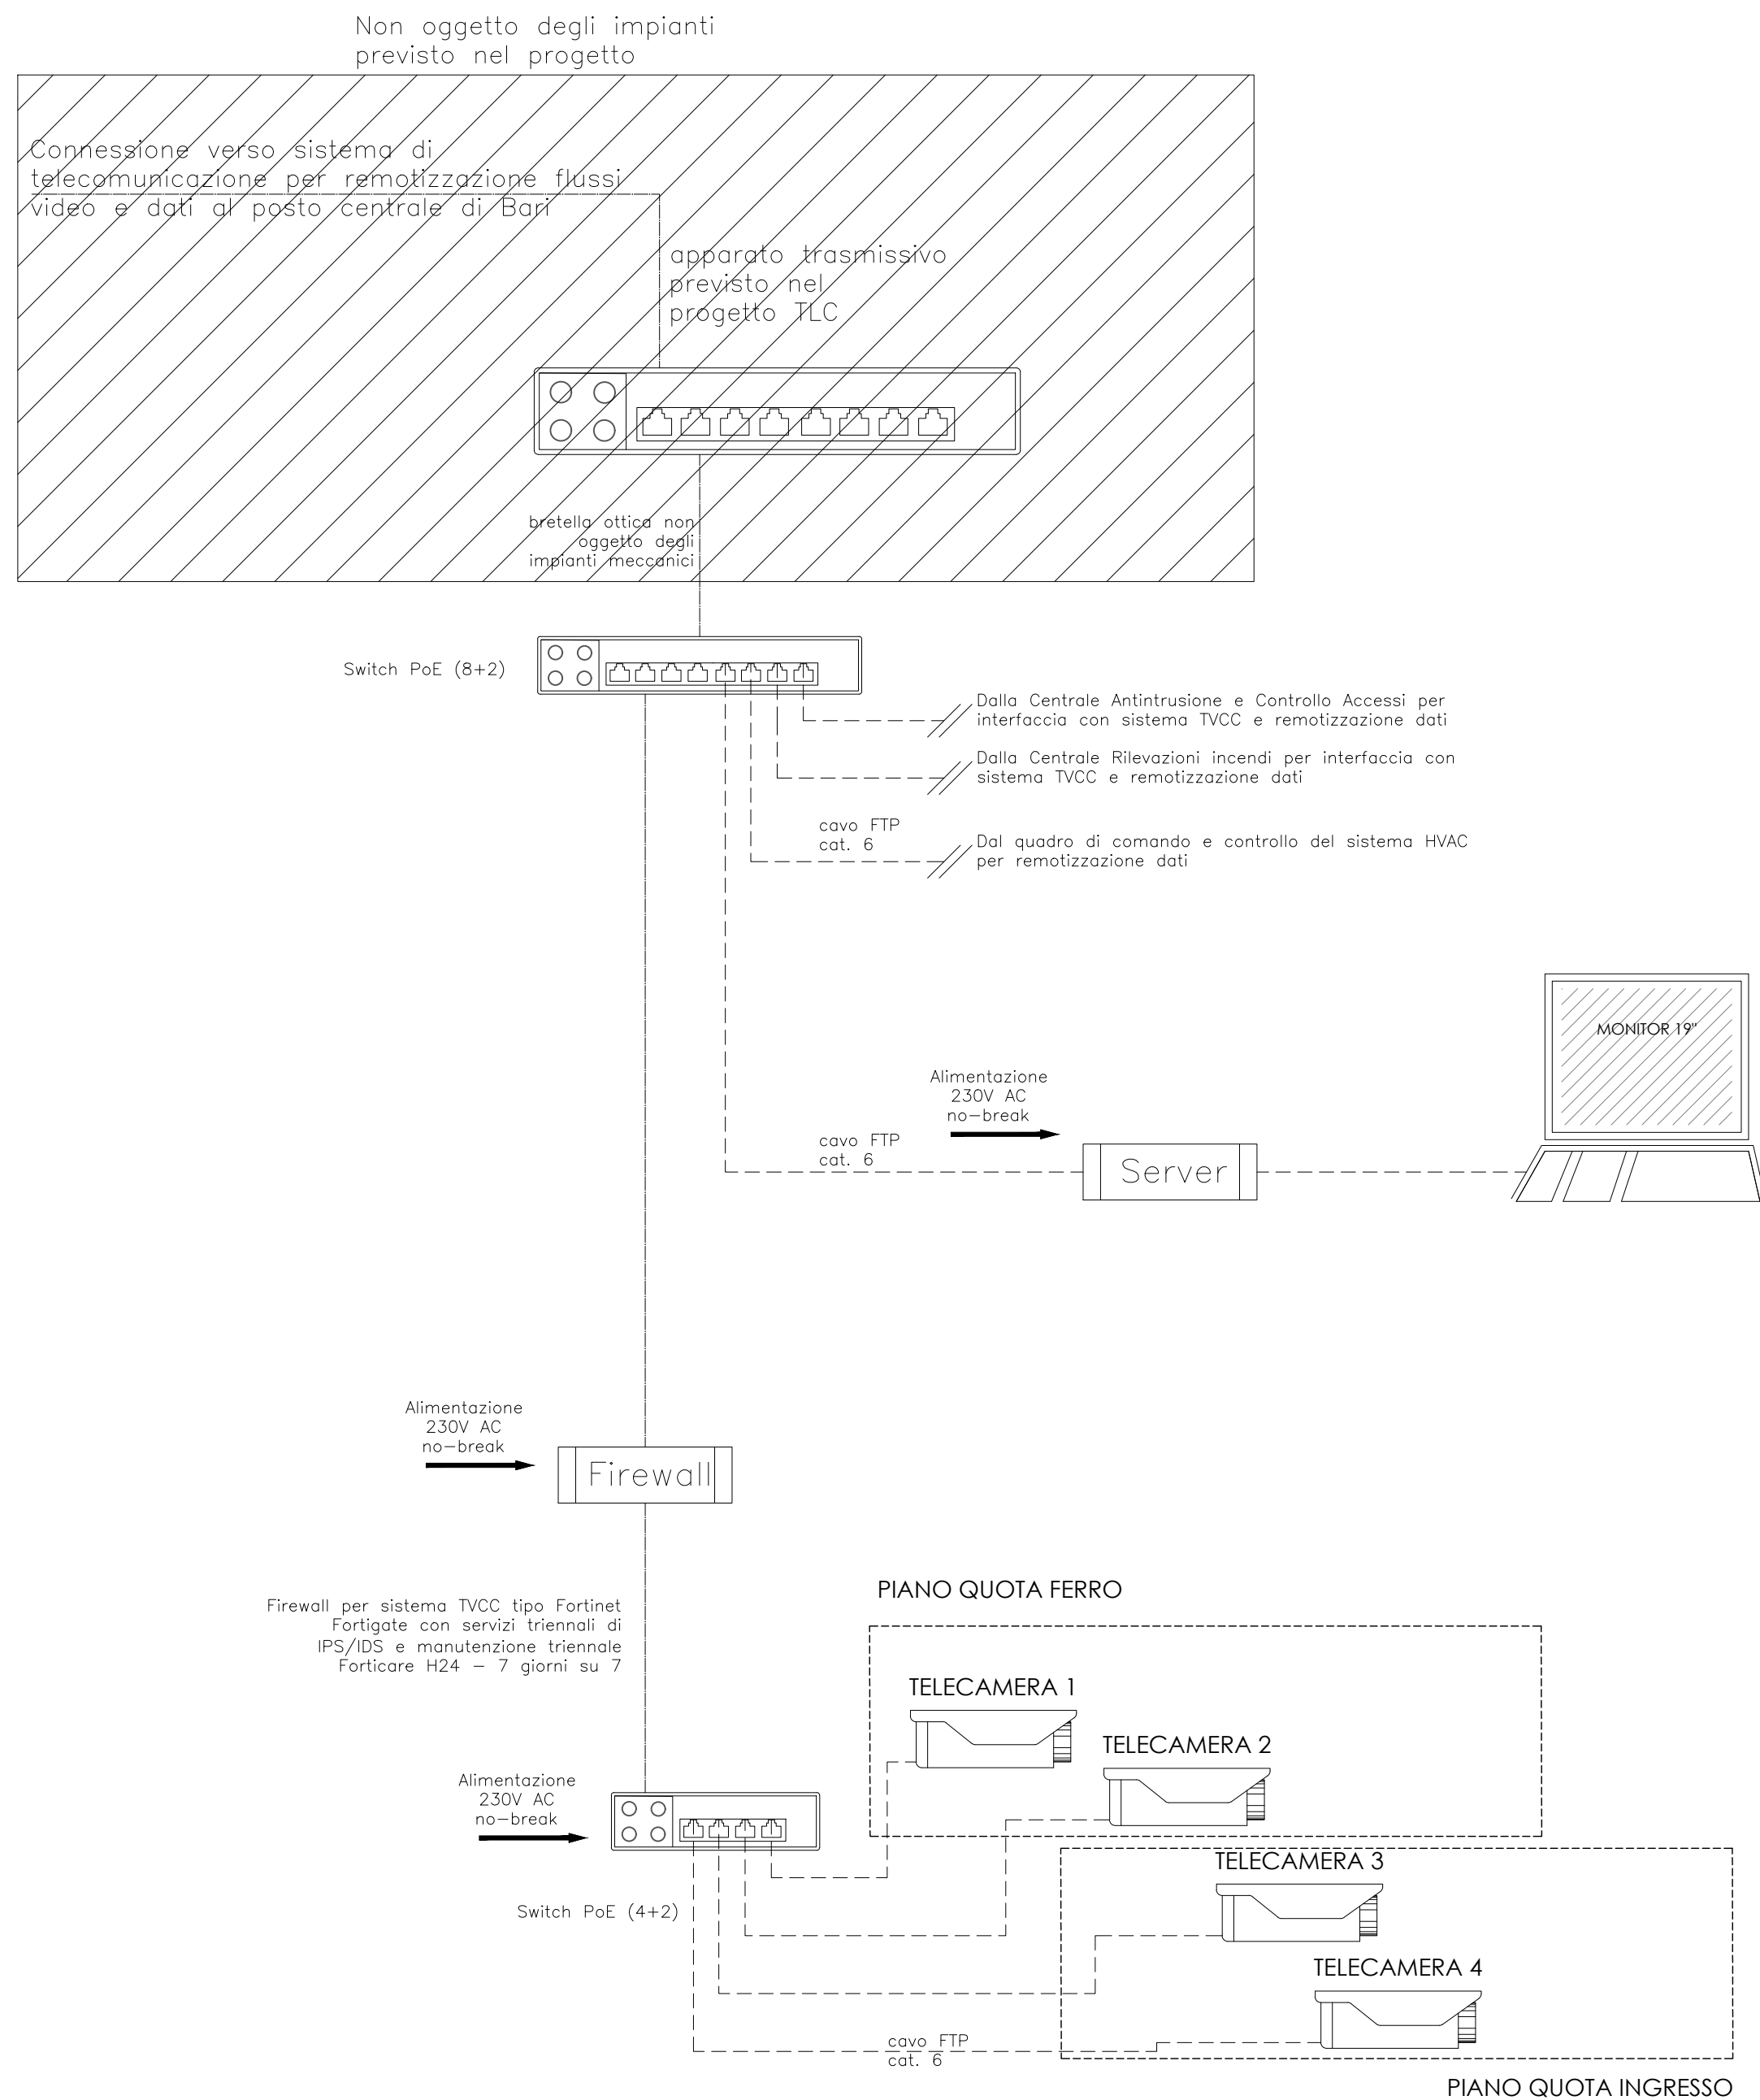 Non oggetto degli impianti
previsto nel progetto
Connessione verso sistema di
telecomunicazione per remotizzazione flussi
video e dati al posto centrale di Bari
apparato trasmissivo
previsto nel
progetto TLC
bretella ottica non
oggetto degli
impianti meccanici
Switch PoE (8+2)
Dalla Centrale Antintrusione e Controllo Accessi per
interfaccia con sistema TVCC e remotizzazione dati
Dalla Centrale Rilevazioni incendi per interfaccia con
sistema TVCC e remotizzazione dati
cavo FTP
cat. 6
Dal quadro di comando e controllo del sistema HVAC
per remotizzazione dati
MONITOR 19"
Alimentazione
230V AC
no-break
cavo FTP
cat. 6
Server
Alimentazione
230V AC
no-break
Firewall
Firewall per sistema TVCC tipo Fortinet
Fortigate con servizi triennali di
IPS/IDS e manutenzione triennale
Forticare H24 - 7 giorni su 7
PIANO QUOTA FERRO
TELECAMERA 1
TELECAMERA 2
Alimentazione
230V AC
no-break
Switch PoE (4+2)
TELECAMERA 3
TELECAMERA 4
cavo FTP
cat. 6
PIANO QUOTA INGRESSO